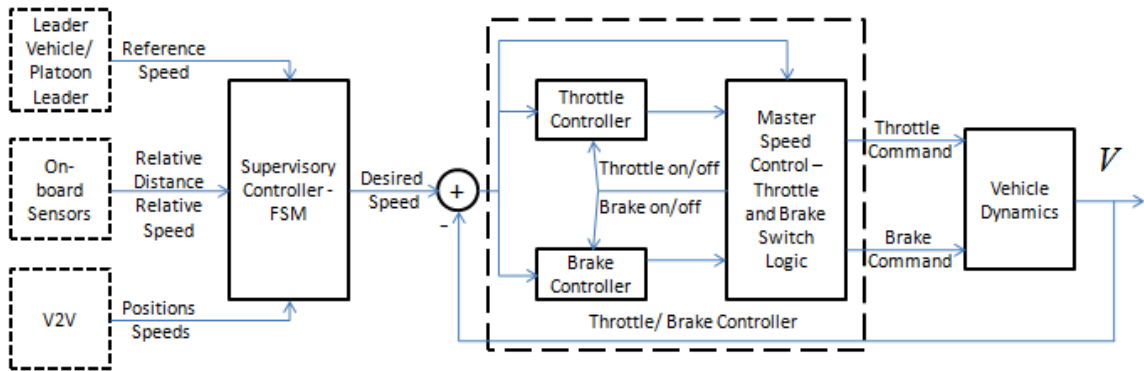 Leader
Vehicle/
Platoon
Leader
Reference
Speed
On-
board
Sensors
Relative
Distance
Relative
Speed
V2V
Positions
Speeds
Supervisory
Controller -
FSM
Desired
Speed
+
-
Throttle
Controller
Throttle on/off
Brake on/off
Brake
Controller
Master
Speed
Control –
Throttle
and Brake
Switch
Logic
Throttle/ Brake Controller
Throttle
Command
Brake
Command
Vehicle
Dynamics
V